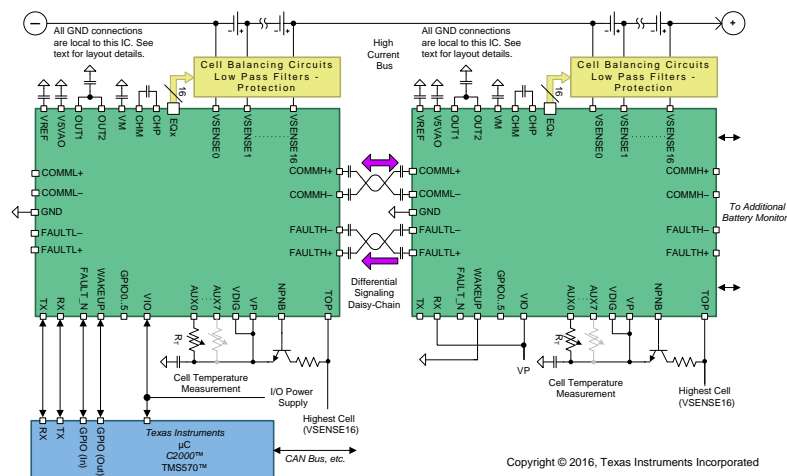 All GND connections
are local to this IC. See
text for layout details.
All GND connections
are local to this IC. See
text for layout details.
High
Current
Bus
Cell Balancing Circuits
Low Pass Filters -
Protection
Cell Balancing Circuits
Low Pass Filters -
Protection
16
16
VREF
V5VAO
OUT1
OUT2
VM
CHM
CHP
EQx
VSENSE0
VSENSE1
VSENSE16
VREF
V5VAO
OUT1
OUT2
VM
CHM
CHP
EQx
VSENSE0
VSENSE1
VSENSE16
COMML+
COMML–
GND
FAULTL–
FAULTL+
COMMH+
COMMH–
FAULTH–
FAULTH+
COMMH+
COMML–
COMML+
GND
FAULTL–
FAULTL+
COMMH–
FAULTH–
FAULTH+
To Additional
Battery Monitor
Differential
Signaling
Daisy-Chain
TX
RX
FAULT_N
WAKEUP
GPIO0..5
VIO
AUX0
AUX7
VDIG
VP
NPNB
TOP
TX
RX
FAULT_N
WAKEUP
GPIO0..5
VIO
AUX0
AUX7
VDIG
VP
NPNB
TOP
RT
RT
Cell Temperature
Measurement
VP
Cell Temperature
Measurement
I/O Power
Supply
Highest Cell
(VSENSE16)
Highest Cell
(VSENSE16)
RX
TX
GPIO (In)
GPIO (Out)
Texas Instruments
µC
C2000™
TMS570™
CAN Bus, etc.
Copyright © 2016, Texas Instruments Incorporated